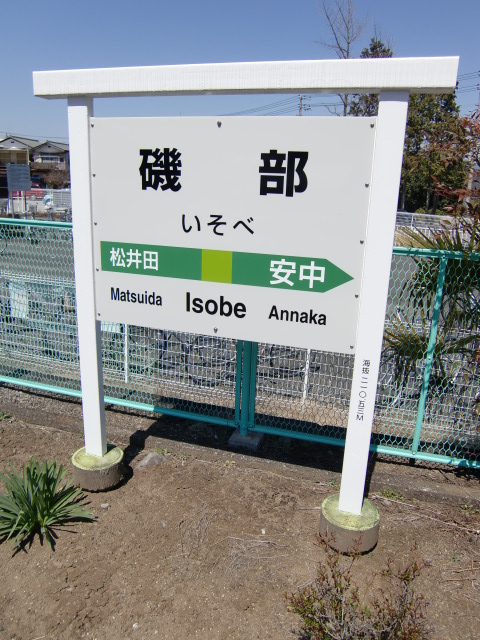 磯部
いそべ
松井田 安中
Matsuida Isobe Annaka
海抜二一〇.五三M